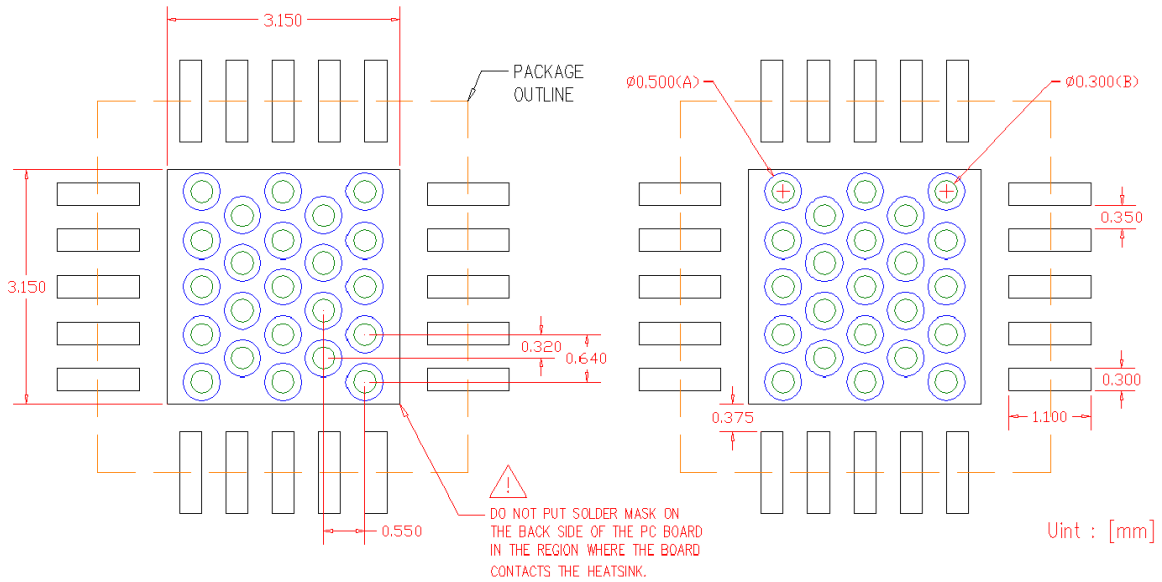 3.150
PACKAGE
OUTLINE
ø0.500(A)
ø0.300(B)
3.150
0.350
0.320
0.640
0.300
0.375
1.100
!
0.550
DO NOT PUT SOLDER MASK ON
THE BACK SIDE OF THE PC BOARD
IN THE REGION WHERE THE BOARD
CONTACTS THE HEATSINK.
Uint : [mm]